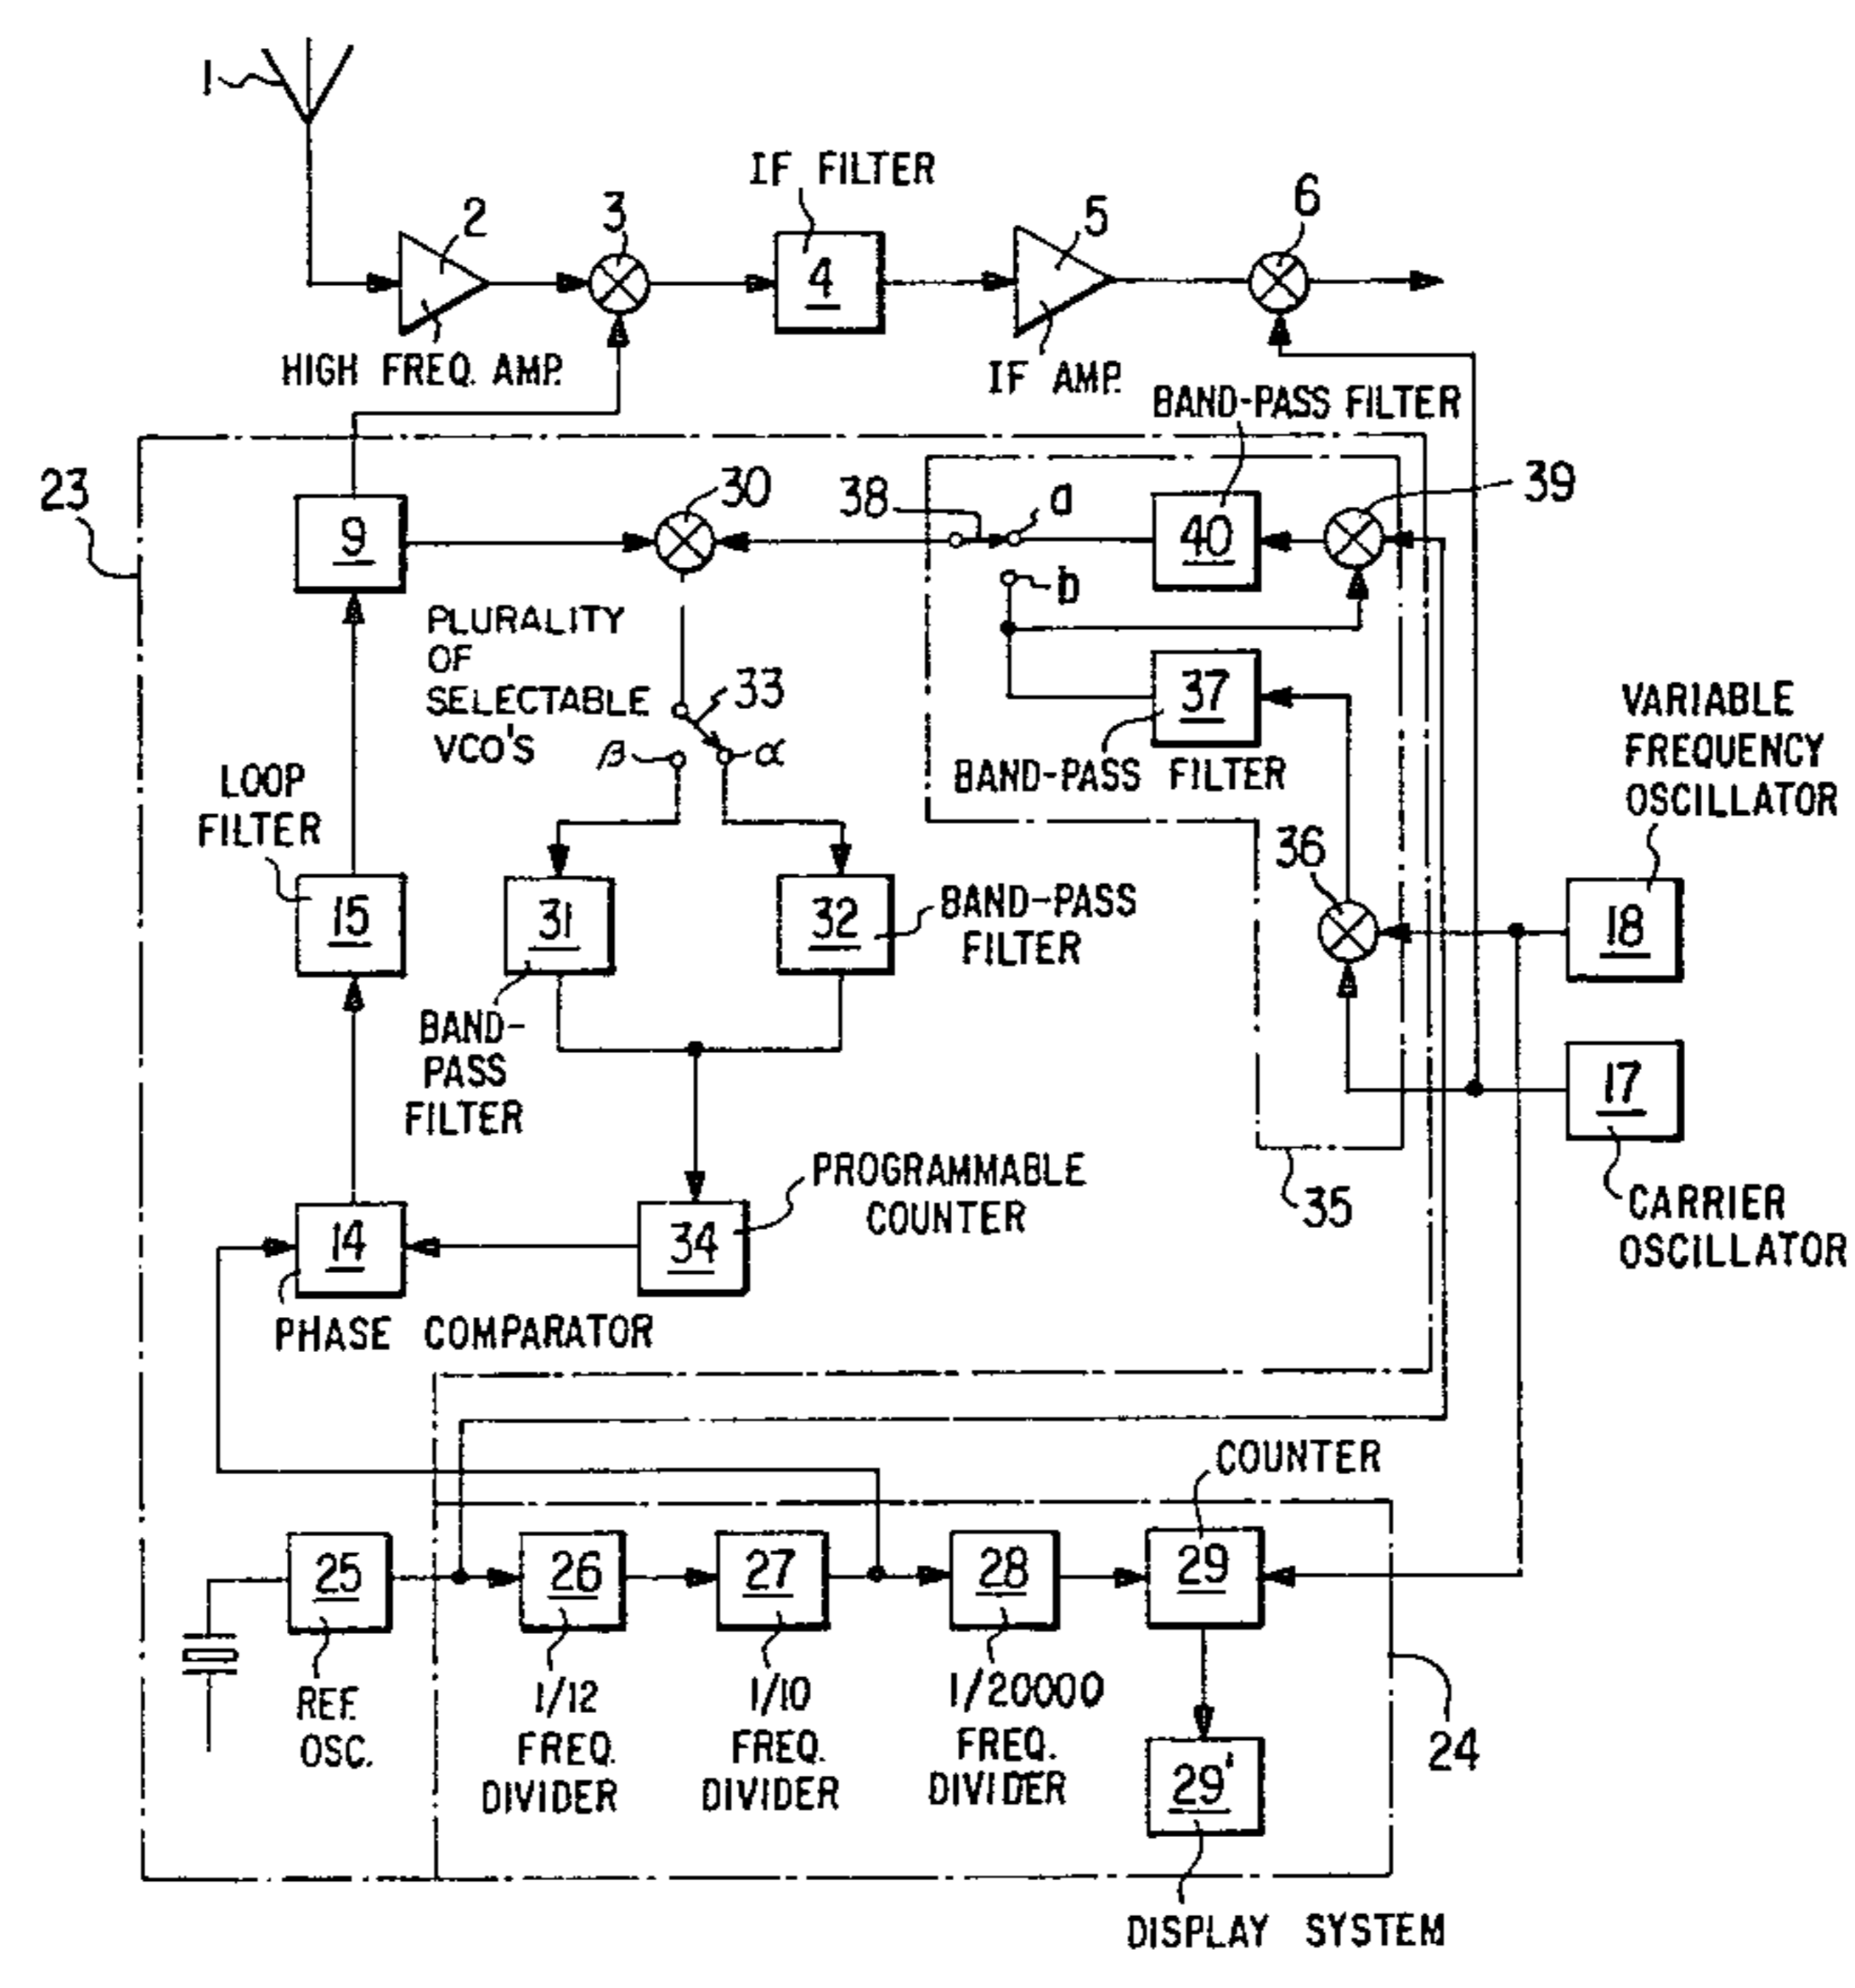 1
IF FILTER
2
3
4
5
6
HIGH FREQ. AMP.
IF AMP.
BAND-PASS FILTER
23
9
30
38
a
40
39
b
PLURALITY
OF
SELECTABLE
VCO'S
33
β
α
37
BAND-PASS FILTER
VARIABLE
FREQUENCY
OSCILLATOR
LOOP
FILTER
36
15
31
32
BAND-PASS
FILTER
18
BAND-
PASS
FILTER
17
PROGRAMMABLE
COUNTER
35
CARRIER
OSCILLATOR
14
34
PHASE COMPARATOR
COUNTER
25
26
27
28
29
REF.
OSC.
1/12
FREQ.
DIVIDER
1/10
FREQ.
DIVIDER
1/20000
FREQ.
DIVIDER
24
29'
DISPLAY SYSTEM